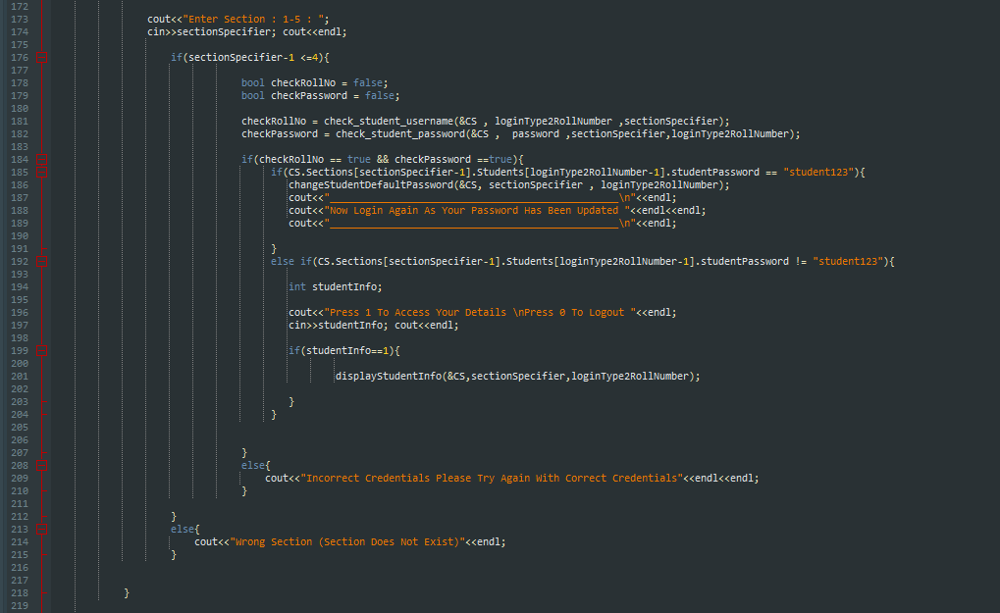 172
173 cout<<"Enter Section : 1-5 : ";
174 cin>>sectionSpecifier; cout<<endl;
175
176 if(sectionSpecifier-1 <=4){
177
178 bool checkRollNo = false;
179 bool checkPassword = false;
180
181 checkRollNo = check_student_username(&CS , loginType2RollNumber ,sectionSpecifier);
182 checkPassword = check_student_password(&CS ,  password ,sectionSpecifier,loginType2RollNumber);
183
184 if(checkRollNo == true && checkPassword ==true){
185 if(CS.Sections[sectionSpecifier-1].Students[loginType2RollNumber-1].studentPassword == "student123"){
186 changeStudentDefaultPassword(&CS, sectionSpecifier , loginType2RollNumber);
187 cout<<"_________________________________________________\n"<<endl;
188 cout<<"Now Login Again As Your Password Has Been Updated "<<endl<<endl;
189 cout<<"_________________________________________________\n"<<endl;
190
191 }
192 else if(CS.Sections[sectionSpecifier-1].Students[loginType2RollNumber-1].studentPassword != "student123"){
193
194 int studentInfo;
195
196 cout<<"Press 1 To Access Your Details \nPress 0 To Logout "<<endl;
197 cin>>studentInfo; cout<<endl;
198
199 if(studentInfo==1){
200
201 displayStudentInfo(&CS,sectionSpecifier,loginType2RollNumber);
202
203 }
204 }
205
206
207 }
208 else{
209 cout<<"Incorrect Credentials Please Try Again With Correct Credentials"<<endl<<endl;
210 }
211
212 }
213 else{
214 cout<<"Wrong Section (Section Does Not Exist)"<<endl;
215 }
216
217
218 }
219